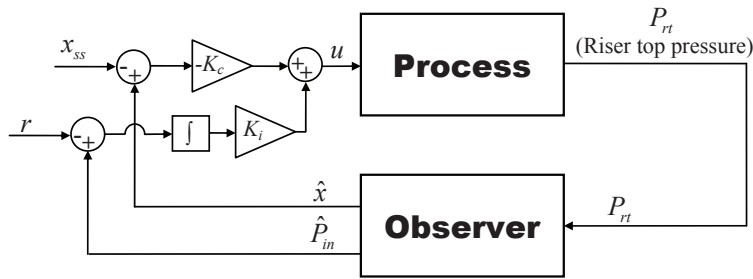 x_ss
- +
-K_c
+ +
u
Process
P_rt
(Riser top pressure)
r
- +
∫
K_i
x̂
P̂_in
Observer
P_rt